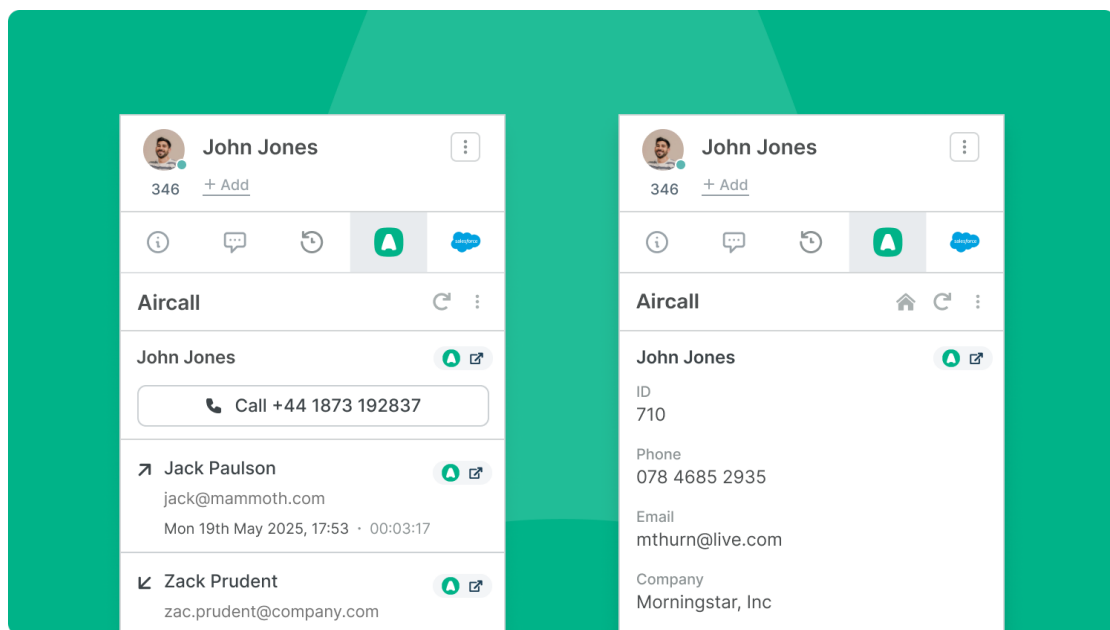 John Jones
346
+ Add
salesforce
Aircall
John Jones
Call +44 1873 192837
Jack Paulson
jack@mammoth.com
Mon 19th May 2025, 17:53 · 00:03:17
Zack Prudent
zac.prudent@company.com
John Jones
346
+ Add
salesforce
Aircall
John Jones
ID
710
Phone
078 4685 2935
Email
mthurn@live.com
Company
Morningstar, Inc